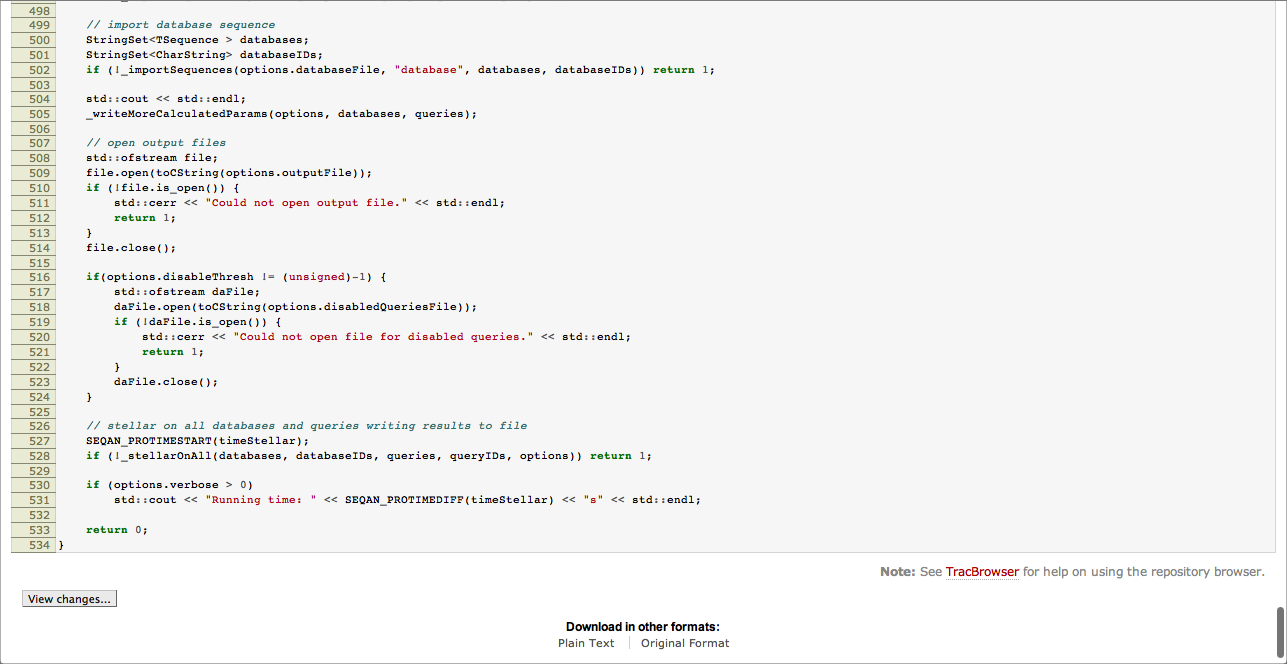 498
499 // import database sequence
500 StringSet<TSequence > databases;
501 StringSet<CharString> databaseIDs;
502 if (!_importSequences(options.databaseFile, "database", databases, databaseIDs)) return 1;
503
504 std::cout << std::endl;
505 _writeMoreCalculatedParams(options, databases, queries);
506
507 // open output files
508 std::ofstream file;
509 file.open(toCString(options.outputFile));
510 if (!file.is_open()) {
511 std::cerr << "Could not open output file." << std::endl;
512 return 1;
513 }
514 file.close();
515
516 if(options.disableThresh != (unsigned)-1) {
517 std::ofstream daFile;
518 daFile.open(toCString(options.disabledQueriesFile));
519 if (!daFile.is_open()) {
520 std::cerr << "Could not open file for disabled queries." << std::endl;
521 return 1;
522 }
523 daFile.close();
524 }
525
526 // stellar on all databases and queries writing results to file
527 SEQAN_PROTIMESTART(timeStellar);
528 if (!_stellarOnAll(databases, databaseIDs, queries, queryIDs, options)) return 1;
529
530 if (options.verbose > 0)
531 std::cout << "Running time: " << SEQAN_PROTIMEDIFF(timeStellar) << "s" << std::endl;
532
533 return 0;
534 }
Note: See TracBrowser for help on using the repository browser.
View changes...
Download in other formats:
Plain Text Original Format